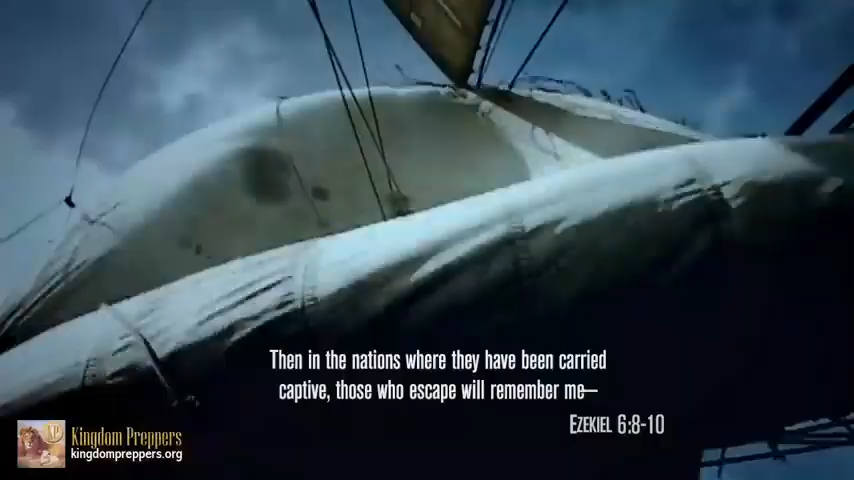 Then in the nations where they have been carried
captive, those who escape will remember me—
EZEKIEL 6:8-10
KP
Kingdom Preppers
kingdompreppers.org